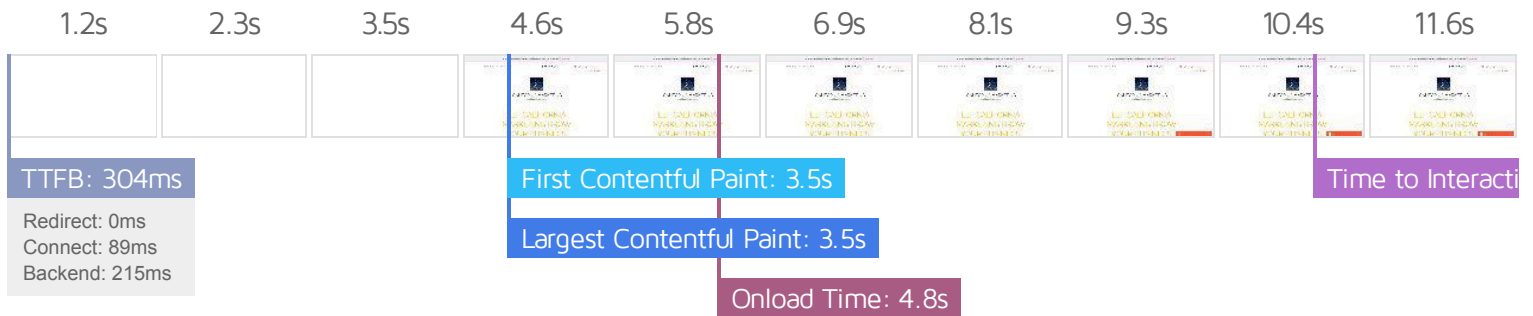 1.2s 2.3s 3.5s 4.6s 5.8s 6.9s 8.1s 9.3s 10.4s 11.6s
TTFB: 304ms
First Contentful Paint: 3.5s
Time to Interacti
Redirect: 0ms
Connect: 89ms
Backend: 215ms
Largest Contentful Paint: 3.5s
Onload Time: 4.8s